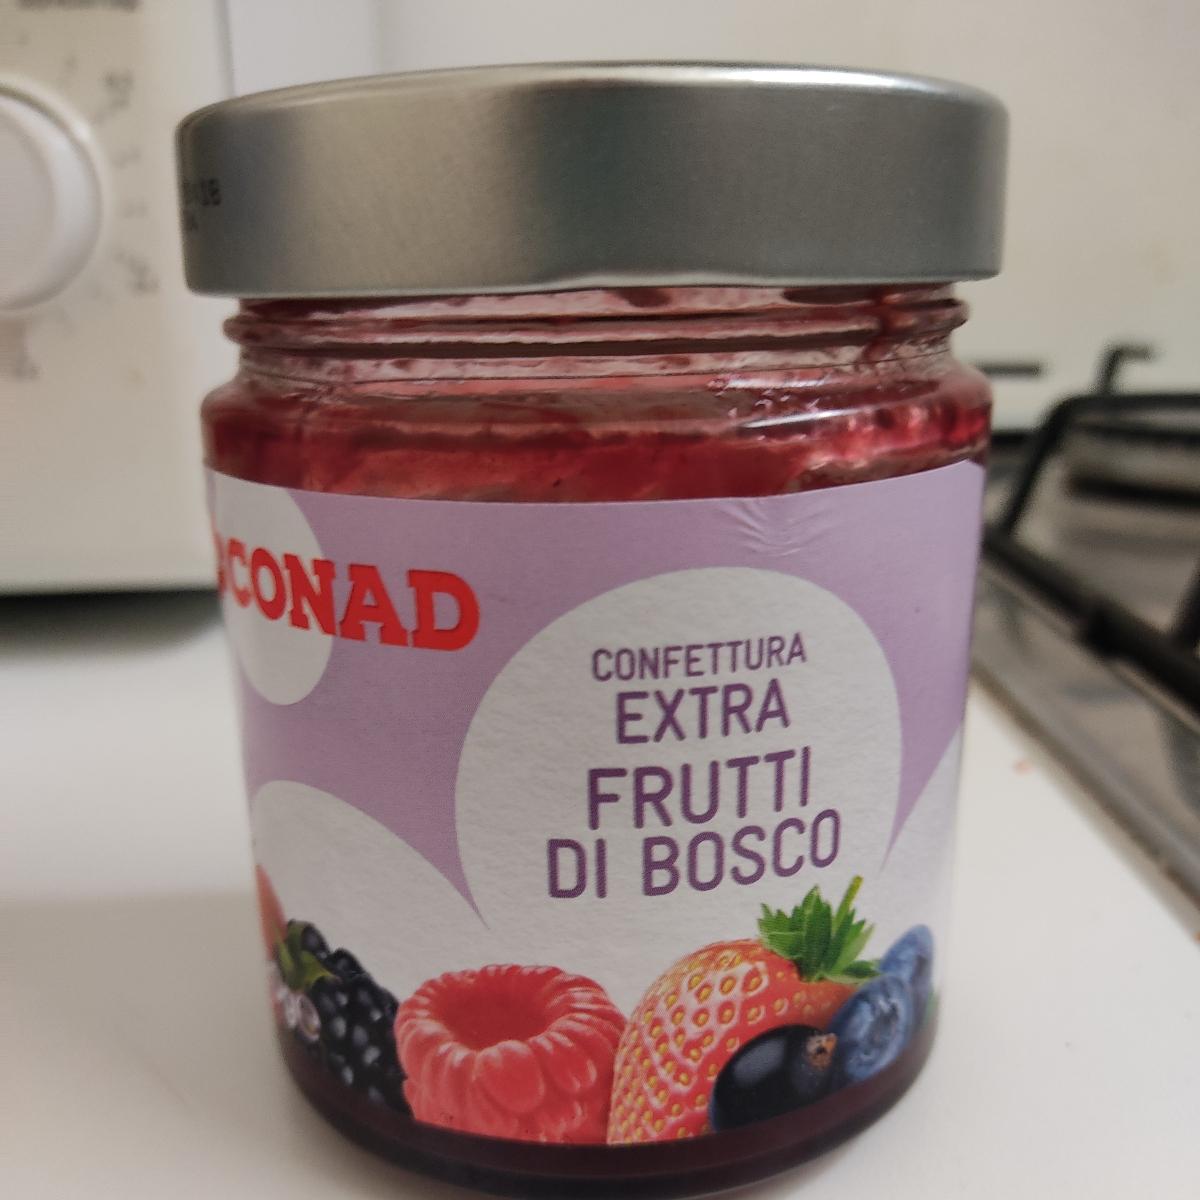 CONAD
CONFETTURA
EXTRA
FRUTTI
DI BOSCO